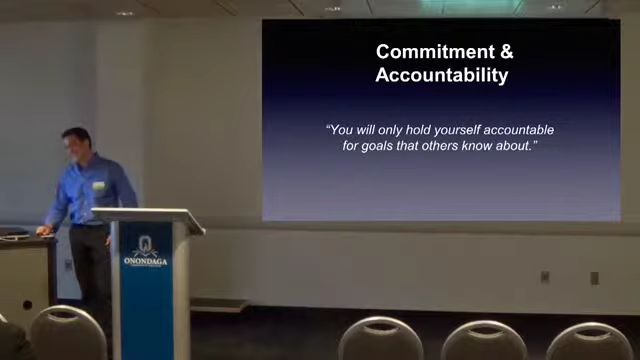 Commitment &
Accountability
“You will only hold yourself accountable
for goals that others know about.”
ONONDAGA